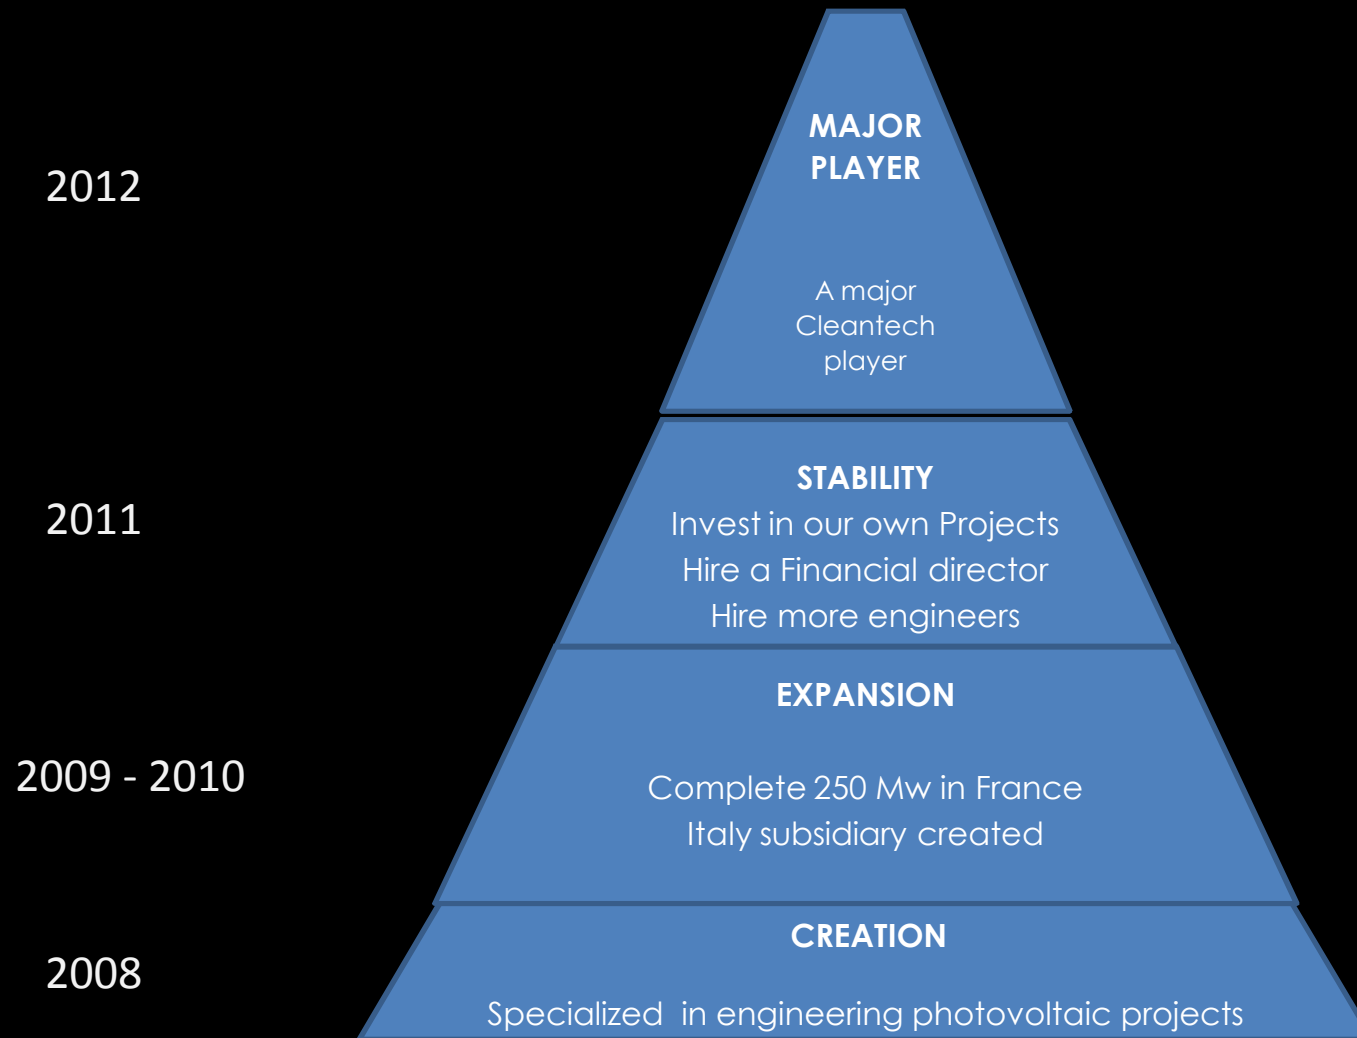 2012
MAJOR
PLAYER
A major
Cleantech
player
2011
STABILITY
Invest in our own Projects
Hire a Financial director
Hire more engineers
2009 - 2010
EXPANSION
Complete 250 Mw in France
Italy subsidiary created
2008
CREATION
Specialized  in engineering photovoltaic projects